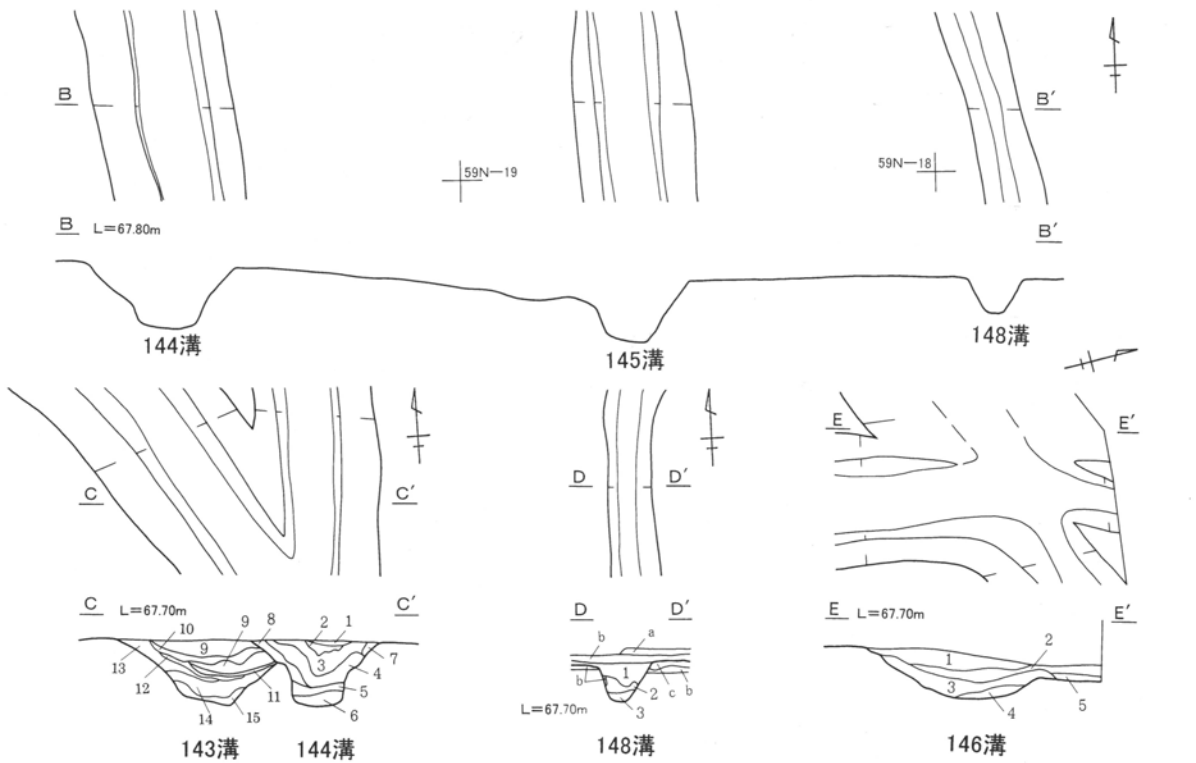 B B′
59N—19 59N—18
B L=67.80m B′
144溝 145溝 148溝
C C′ D D′ E E′
C L=67.70m C′ D D′ E L=67.70m E′
10 9 9 8 2 1
13 12 3 4 7
11 5
14 15 6
143溝 144溝
b a
b 1 2 c b
L=67.70m 3
148溝
1 2
3 4 5
146溝